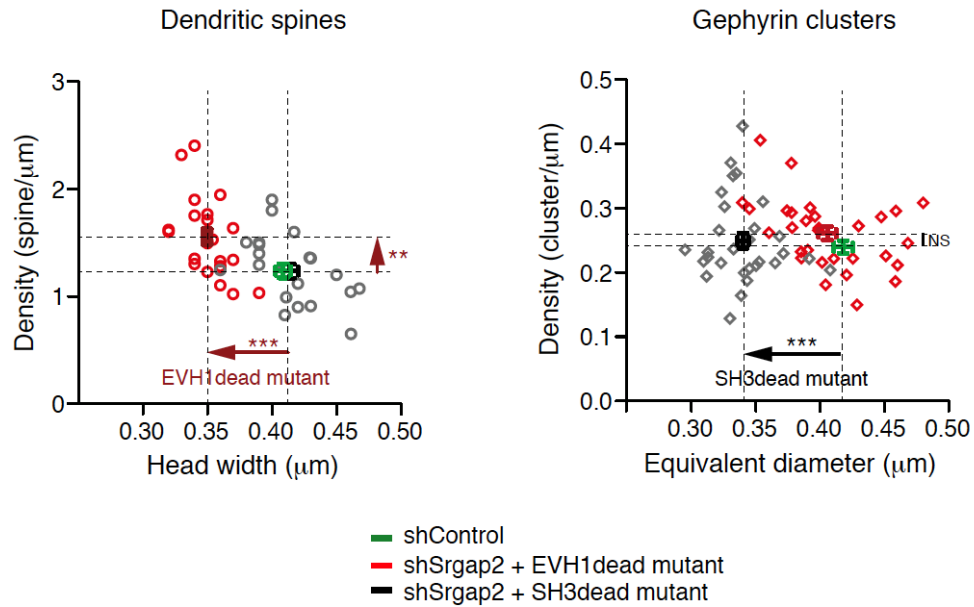 Dendritic spines
Density (spine/μm)
3
2
1
0
**
***
EVH1dead mutant
0.30 0.35 0.40 0.45 0.50
Head width (μm)
Gephyrin clusters
Density (cluster/μm)
0.5
0.4
0.3
0.2
0.1
0.0
NS
***
SH3dead mutant
0.30 0.35 0.40 0.45 0.50
Equivalent diameter (μm)
shControl
shSrgap2 + EVH1dead mutant
shSrgap2 + SH3dead mutant